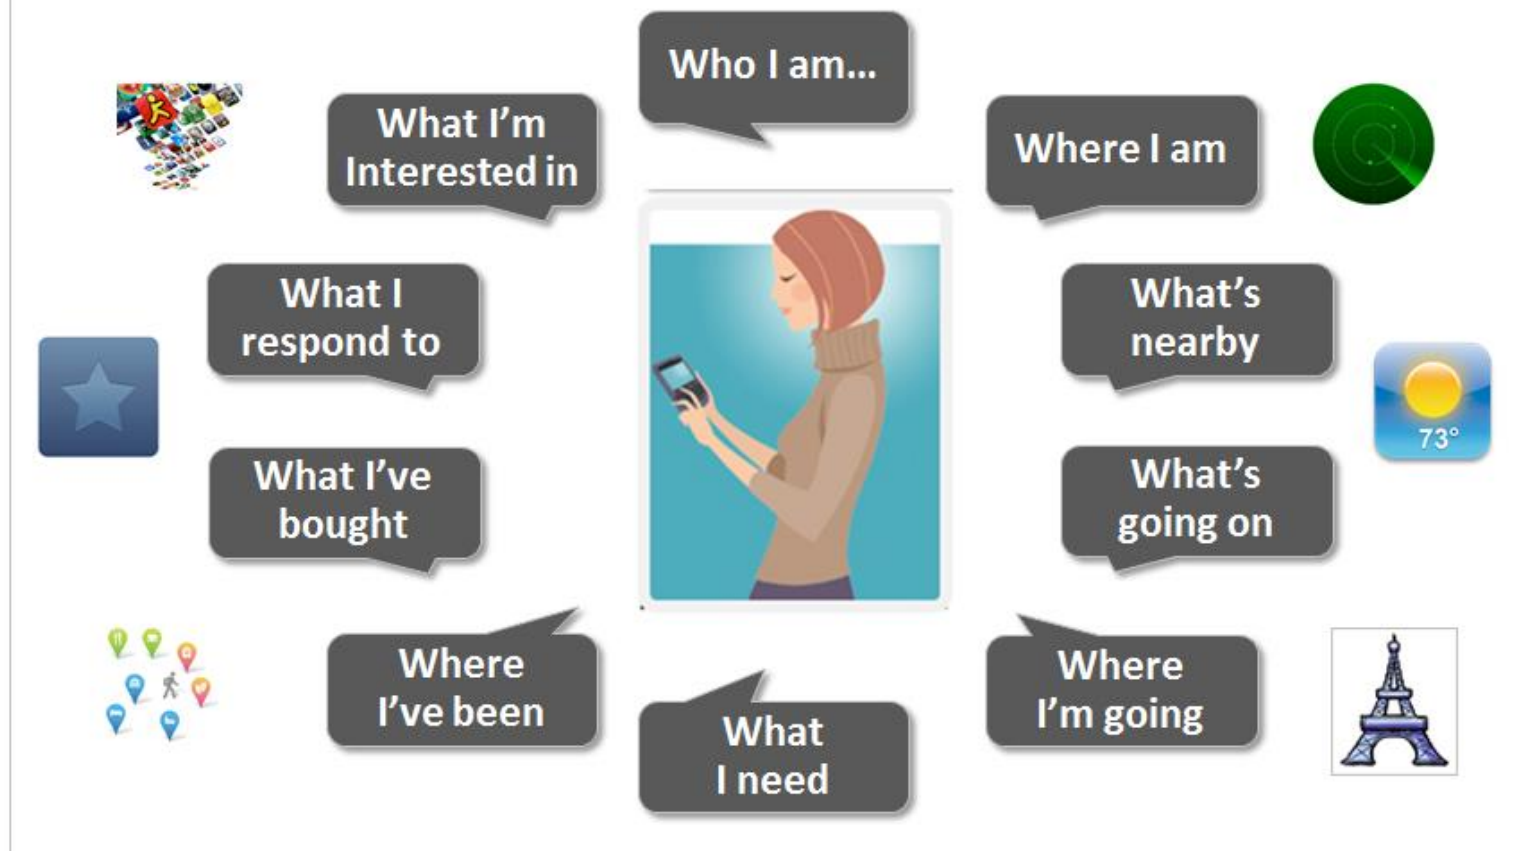 Who I am...
What I'm
Interested in
Where I am
What I
respond to
What's
nearby
73°
What I've
bought
What's
going on
Where
I've been
Where
I'm going
What
I need